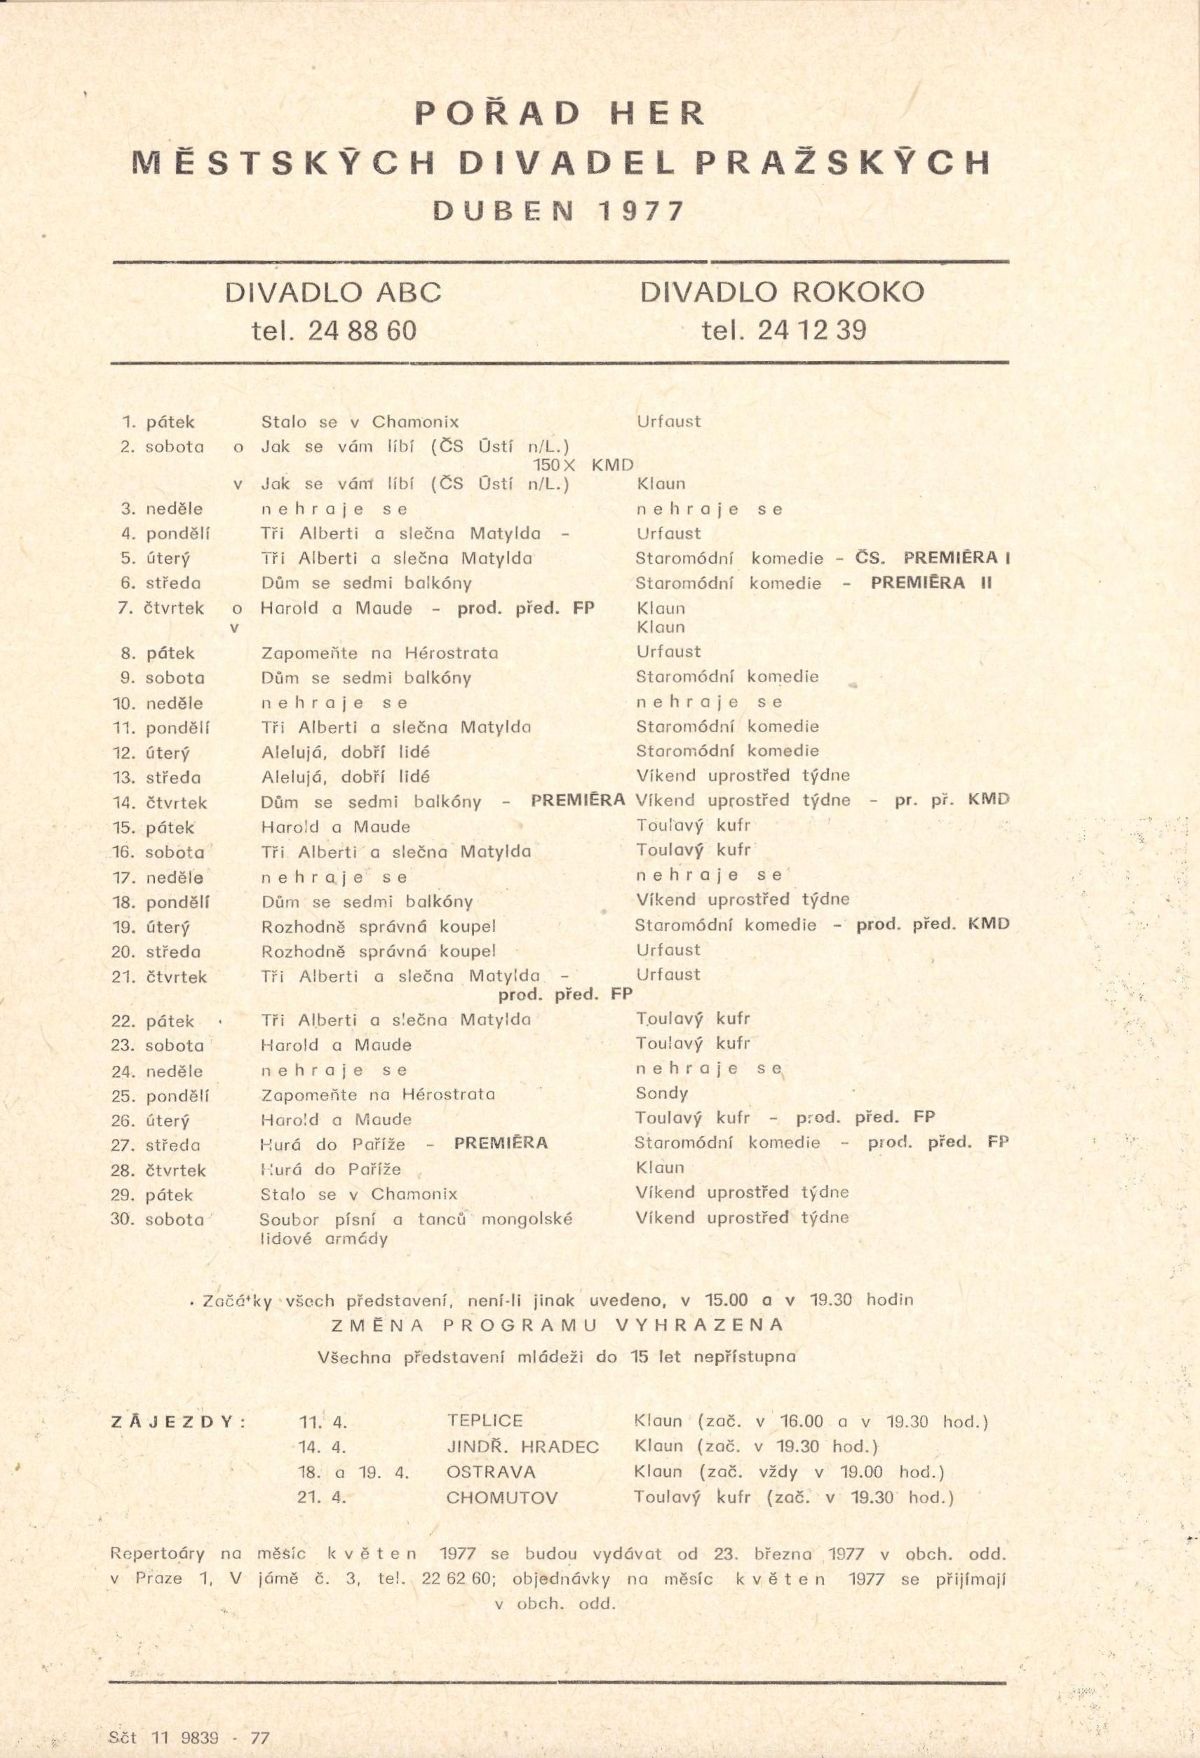 POŘAD HER
MĚSTSKÝCH DIVADEL PRAŽSKÝCH
DUBEN 1977
DIVADLO ABC DIVADLO ROKOKO
tel. 24 88 60 tel. 24 12 39
1. pátek Stalo se v Chamonix Urfaust
2. sobota o Jak se vám líbí (ČS Ústí n/L.)
150X KMD
v Jak se vám líbí (ČS Ústí n/L.) Klaun
3. neděle nehraje se nehraje se
4. pondělí Tři Alberti a slečna Matylda – Urfaust
5. úterý Tři Alberti a slečna Matylda Staromódní komedie – ČS. PREMIÉRA I
6. středa Dům se sedmi balkóny Staromódní komedie – PREMIÉRA II
7. čtvrtek o Harold a Maude – prod. před. FP Klaun
v Klaun
8. pátek Zapomeňte na Hérostrata Urfaust
9. sobota Dům se sedmi balkóny Staromódní komedie
10. neděle nehraje se nehraje se
11. pondělí Tři Alberti a slečna Matylda Staromódní komedie
12. úterý Alelujá, dobří lidé Staromódní komedie
13. středa Alelujá, dobří lidé Víkend uprostřed týdne
14. čtvrtek Dům se sedmi balkóny – PREMIÉRA Víkend uprostřed týdne – pr. př. KMD
15. pátek Harold a Maude Toulavý kufr
16. sobota Tři Alberti a slečna Matylda Toulavý kufr
17. neděle nehraje se nehraje se
18. pondělí Dům se sedmi balkóny Víkend uprostřed týdne
19. úterý Rozhodně správná koupel Staromódní komedie – prod. před. KMD
20. středa Rozhodně správná koupel Urfaust
21. čtvrtek Tři Alberti a slečna Matylda – Urfaust
prod. před. FP
22. pátek Tři Alberti a slečna Matylda Toulavý kufr
23. sobota Harold a Maude Toulavý kufr
24. neděle nehraje se nehraje se
25. pondělí Zapomeňte na Hérostrata Sondy
26. úterý Harold a Maude Toulavý kufr – prod. před. FP
27. středa Hurá do Paříže – PREMIÉRA Staromódní komedie – prod. před. FP
28. čtvrtek Hurá do Paříže Klaun
29. pátek Stalo se v Chamonix Víkend uprostřed týdne
30. sobota Soubor písní a tanců mongolské Víkend uprostřed týdne
lidové armády
Začátky všech představení, není-li jinak uvedeno, v 15.00 a v 19.30 hodin
ZMĚNA PROGRAMU VYHRAZENA
Všechna představení mládeži do 15 let nepřístupna
ZÁJEZDY: 11. 4. TEPLICE Klaun (zač. v 16.00 a v 19.30 hod.)
14. 4. JINDŘ. HRADEC Klaun (zač. v 19.30 hod.)
18. a 19. 4. OSTRAVA Klaun (zač. vždy v 19.00 hod.)
21. 4. CHOMUTOV Toulavý kufr (zač. v 19.30 hod.)
Repertoáry na měsíc květen 1977 se budou vydávat od 23. března 1977 v obch. odd.
v Praze 1, V jámě č. 3, tel. 22 62 60; objednávky na měsíc květen 1977 se přijímají
v obch. odd.
Sčt 11 9839 - 77